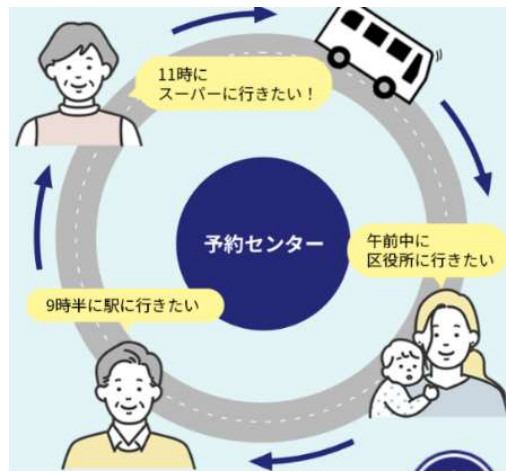 11時に
スーパーに行きたい！
予約センター
午前中に
区役所に行きたい
9時半に駅に行きたい